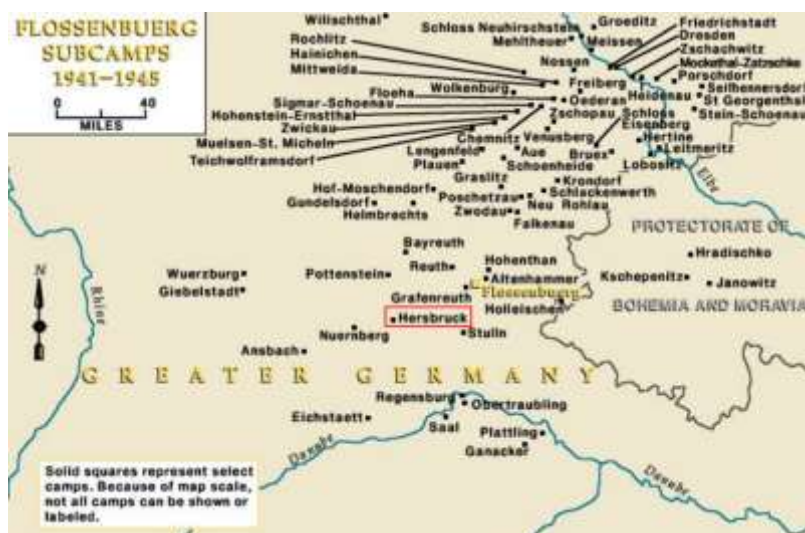 FLOSSENBUERG
SUBCAMPS
1941–1945
0 40
MILES
Willischthal
Rochlitz
Hainichen
Mittweida
Floeha
Sigmar-Schoenau
Hohenstein-Ernstthal
Zwickau
Muelsen-St. Micheln
Teichwolframsdorf
Schloss Neuhirschstein
Mehltheuer
Groeditz
Meissen
Nossen
Wolkenburg
Freiberg
Oederan
Zschopau
Chemnitz
Venusberg
Friedrichstadt
Dresden
Zschachwitz
Mockethal-Zatzschke
Porschdorf
Heidenau
Seifhennersdorf
St Georgenthal
Stein-Schoenau
Schloss
Eisenberg
Hertine
Leitmeritz
Lobositz
Lengenfeld
Plauen
Aue
Schoenheide
Bruex
Graslitz
Krondorf
Schlackenwerth
Hof-Moschendorf
Gundelsdorf
Helmbrechts
Poschetzau
Neu Rohlau
Zwodau
Falkenau
Elbe
PROTECTORATE OF
Hradischko
Kschepenitz
Janowitz
BOHEMIA AND MORAVIA
Bayreuth
Reuth
Hohenthan
Wuerzburg
Pottenstein
Altenhammer
Giebelstadt
Flossenbuerg
Grafenreuth
Holleischen
N
Rhine
Hersbruck
Nuernberg
Stulln
Ansbach
GREATER GERMANY
Regensburg
Obertraubling
Eichstaett
Saal
Plattling
Ganacker
Danube
Danube
Solid squares represent select
camps. Because of map scale,
not all camps can be shown or
labeled.